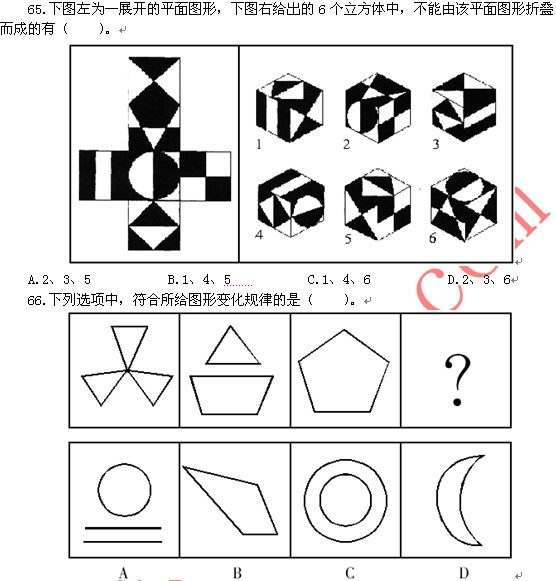 65.下图左为一展开的平面图形，下图右给出的6个立方体中，不能由该平面图形折叠
而成的有（　　）。
1 2 3
4 5 6
A.2、3、5 B.1、4、5 C.1、4、6 D.2、3、6
66.下列选项中，符合所给图形变化规律的是（　　）。
?
A B C D